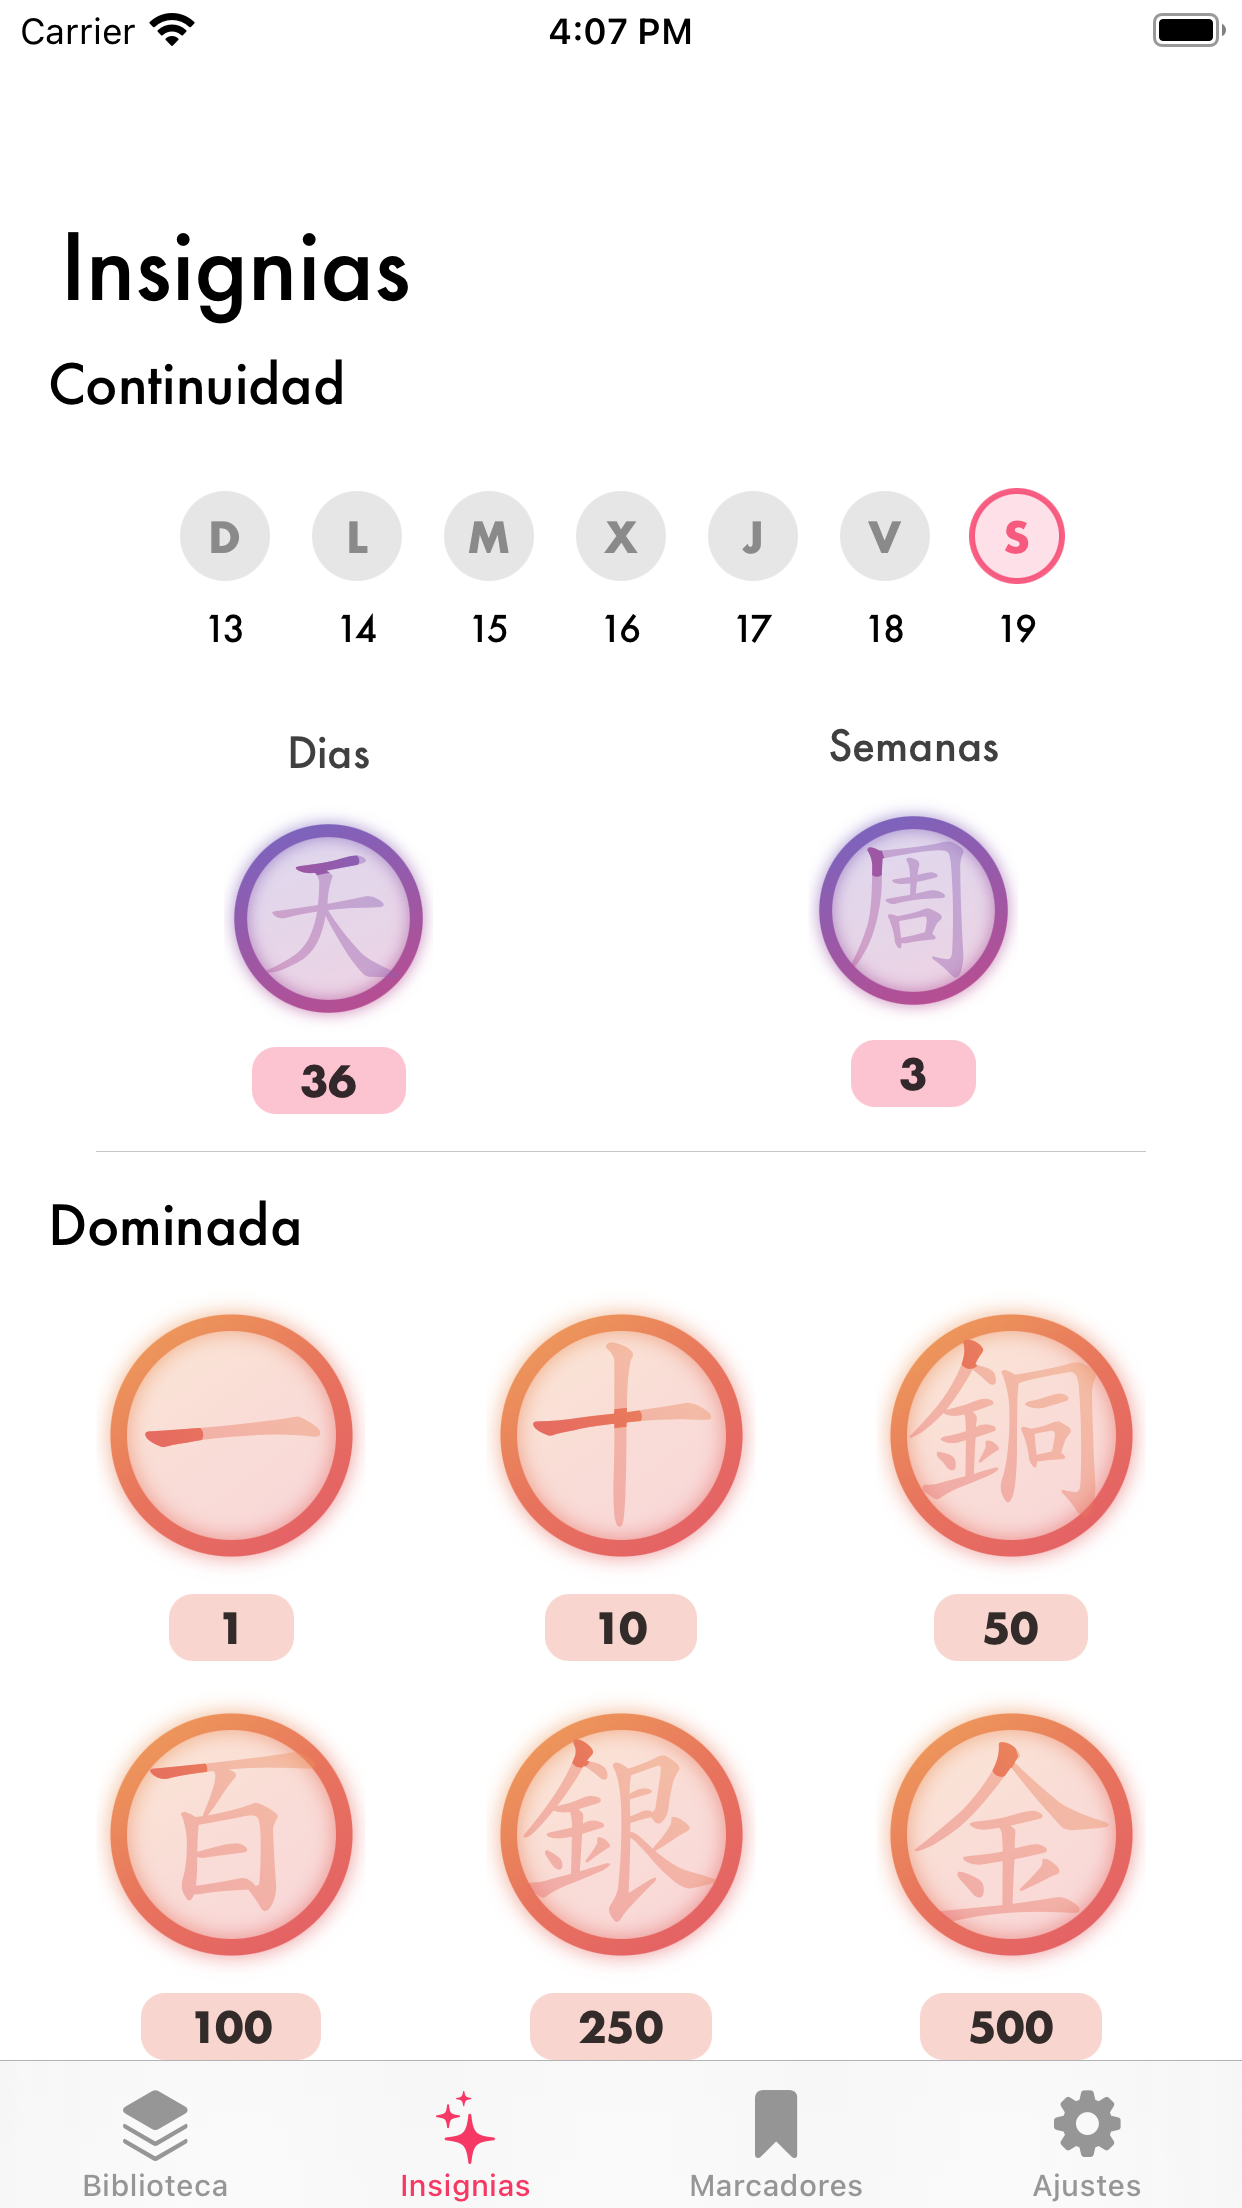 Carrier 4:07 PM
Insignias
Continuidad
D L M X J V S
13 14 15 16 17 18 19
Dias Semanas
天 周
36 3
Dominada
一 十 銅
1 10 50
百 銀 金
100 250 500
Biblioteca Insignias Marcadores Ajustes